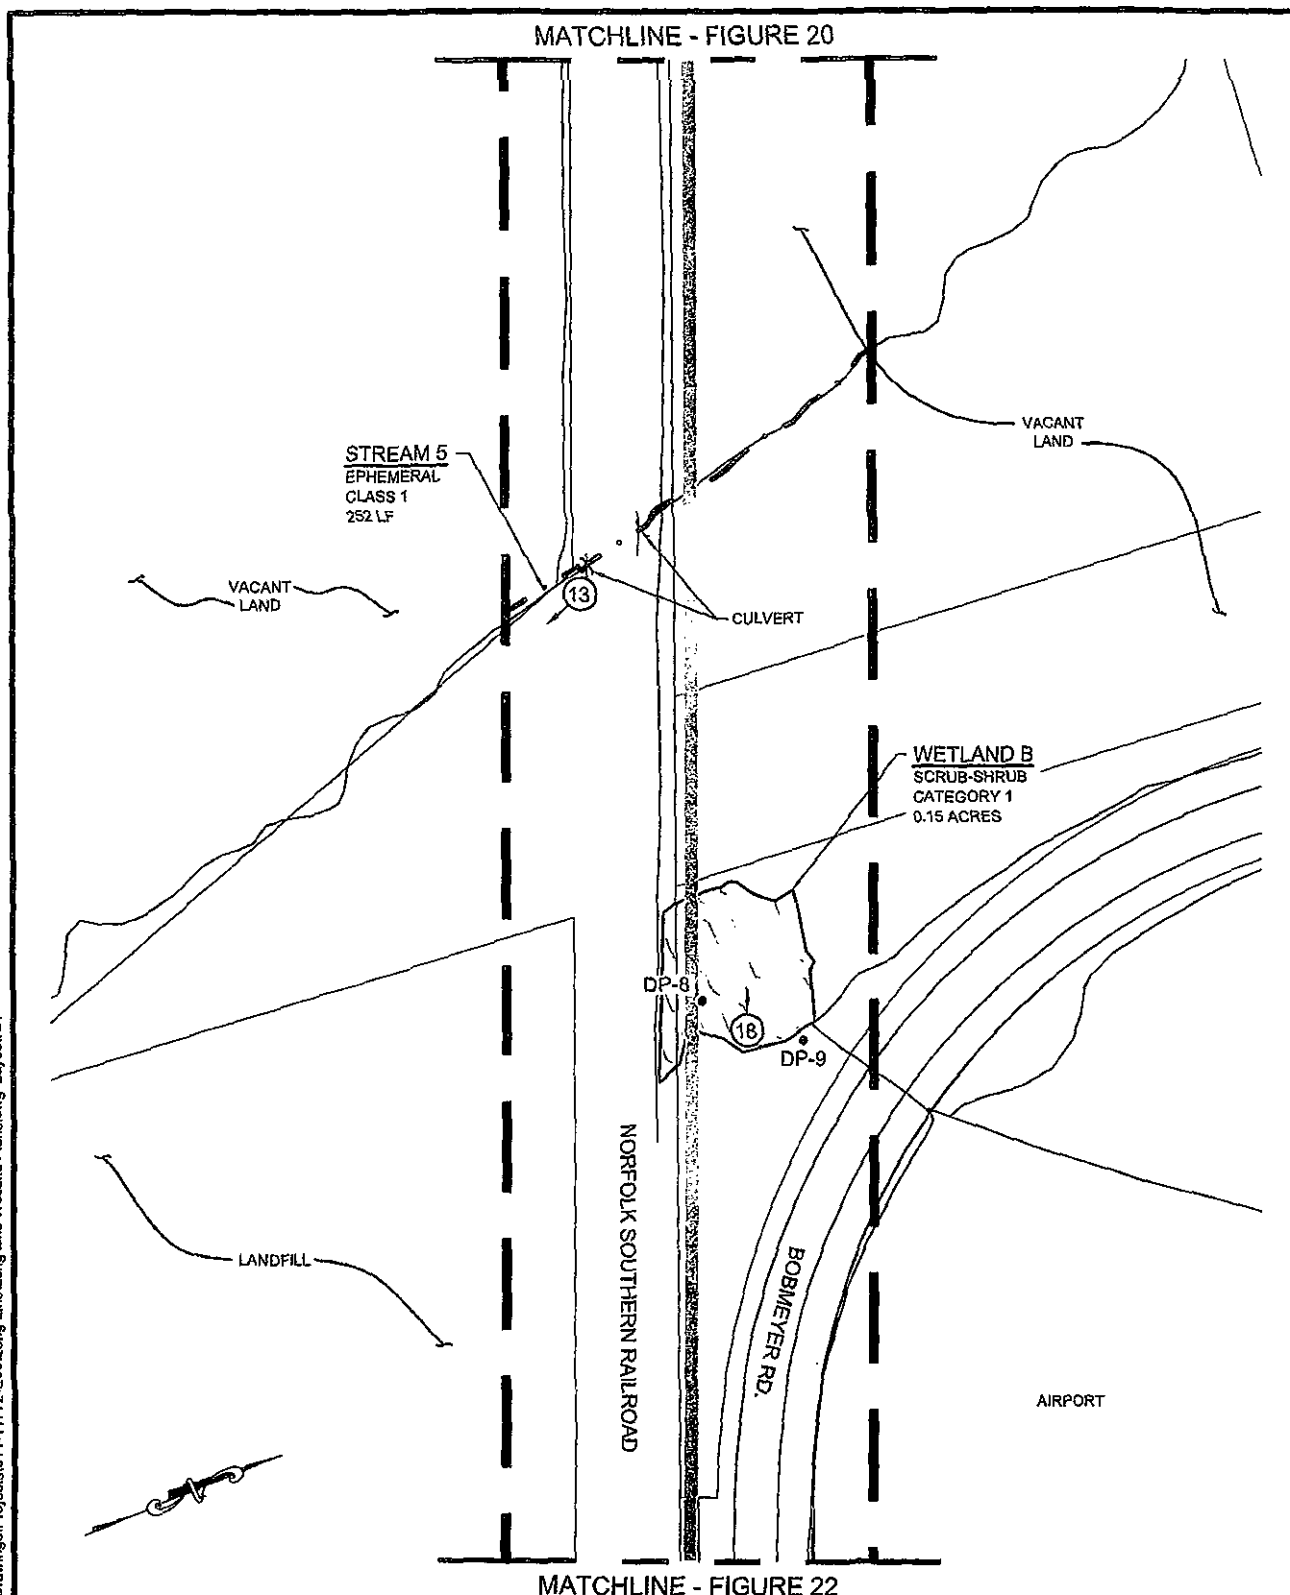 MATCHLINE - FIGURE 20
STREAM 5
EPHEMERAL
CLASS 1
252 LF
VACANT
LAND
VACANT
LAND
13
CULVERT
WETLAND B
SCRUB-SHRUB
CATEGORY 1
0.15 ACRES
DP-8
18
DP-9
NORFOLK SOUTHERN RAILROAD
BOBMEYER RD.
LANDFILL
AIRPORT
N
MATCHLINE - FIGURE 22